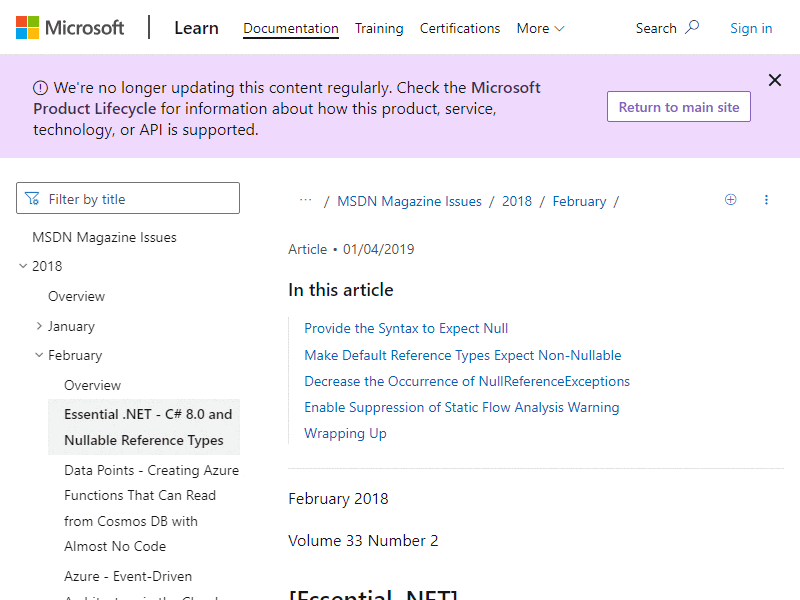 Microsoft Learn Documentation Training Certifications More Search Sign in
We're no longer updating this content regularly. Check the Microsoft
Product Lifecycle for information about how this product, service,
technology, or API is supported.
Return to main site
Filter by title
MSDN Magazine Issues
2018
Overview
January
February
Overview
Essential .NET - C# 8.0 and
Nullable Reference Types
Data Points - Creating Azure
Functions That Can Read
from Cosmos DB with
Almost No Code
Azure - Event-Driven
Architecture in the Cloud
··· / MSDN Magazine Issues / 2018 / February /
Article • 01/04/2019
In this article
Provide the Syntax to Expect Null
Make Default Reference Types Expect Non-Nullable
Decrease the Occurrence of NullReferenceExceptions
Enable Suppression of Static Flow Analysis Warning
Wrapping Up
February 2018
Volume 33 Number 2
[Essential .NET]